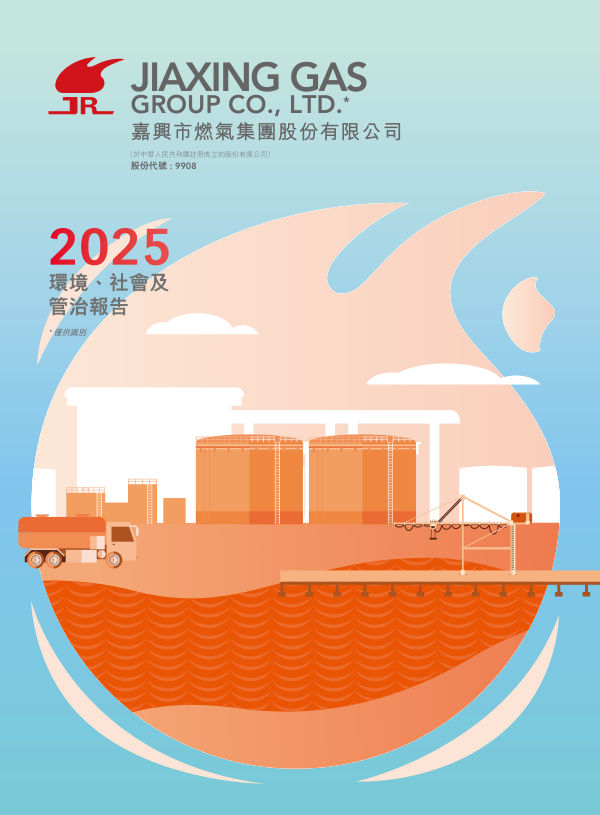 JR
JIAXING GAS
GROUP CO., LTD.*
嘉興市燃氣集團股份有限公司
(於中華人民共和國註冊成立的股份有限公司)
股份代號：9908
2025
環境、社會及
管治報告
* 僅供識別